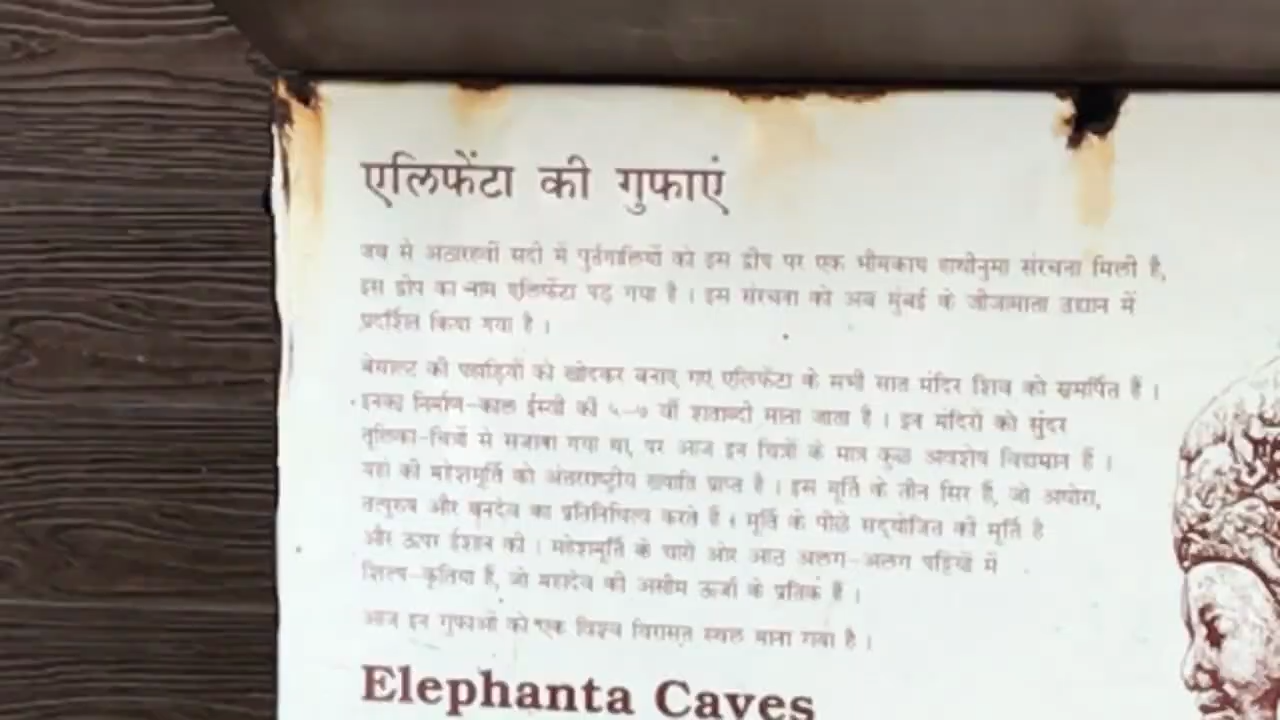 एलिफेंटा की गुफाएं
जब से अठारहवीं सदी में पुर्तगालियों को इस द्वीप पर एक भीमकाय हाथीनुमा संरचना मिली है,
इस द्वीप का नाम एलिफेंटा पड़ गया है । इस संरचना को अब मुंबई के जीजामाता उद्यान में
प्रदर्शित किया गया है ।
बेसाल्ट की पहाड़ियों को खोदकर बनाए गए एलिफेंटा के सभी सात मंदिर शिव को समर्पित हैं ।
इनका निर्माण-काल ईस्वी की ५-७ वीं शताब्दी माना जाता है । इन मंदिरों को सुंदर
तूलिका-चित्रों से सजाया गया था, पर आज इन चित्रों के मात्र कुछ अवशेष विद्यमान हैं ।
यहां की महेशमूर्ति को अंतरराष्ट्रीय ख्याति प्राप्त है । इस मूर्ति के तीन सिर हैं, जो अघोरा,
तत्पुरुष और का प्रतिनिधित्व करते हैं । मूर्ति के पीछे सद्योजित की मूर्ति है
और ऊपर ईशान की । महेशमूर्ति के चारों ओर आठ अलग-अलग पट्टियों में
शिल्प-कृतियां हैं, जो महादेव की असीम ऊर्जा के प्रतिक हैं ।
आज इन गुफाओं को एक विश्व विरासत स्थल माना गया है ।
Elephanta Caves